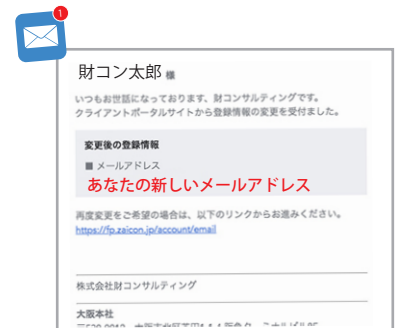 1
財コン太郎 様
いつもお世話になっております、財コンサルティングです。
クライアントポータルサイトから登録情報の変更を受付ました。
変更後の登録情報
■ メールアドレス
あなたの新しいメールアドレス
再度変更をご希望の場合は、以下のリンクからお進みください。
https://fp.zaicon.jp/account/email
株式会社財コンサルティング
大阪本社